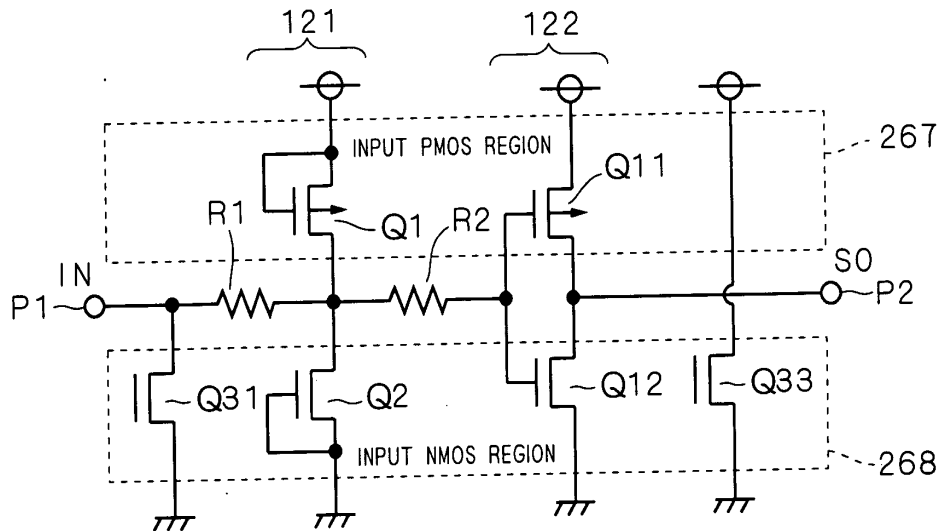 121
122
INPUT PMOS REGION
267
Q11
R1
Q1
R2
IN
SO
P1
P2
Q31
Q2
Q12
Q33
INPUT NMOS REGION
268